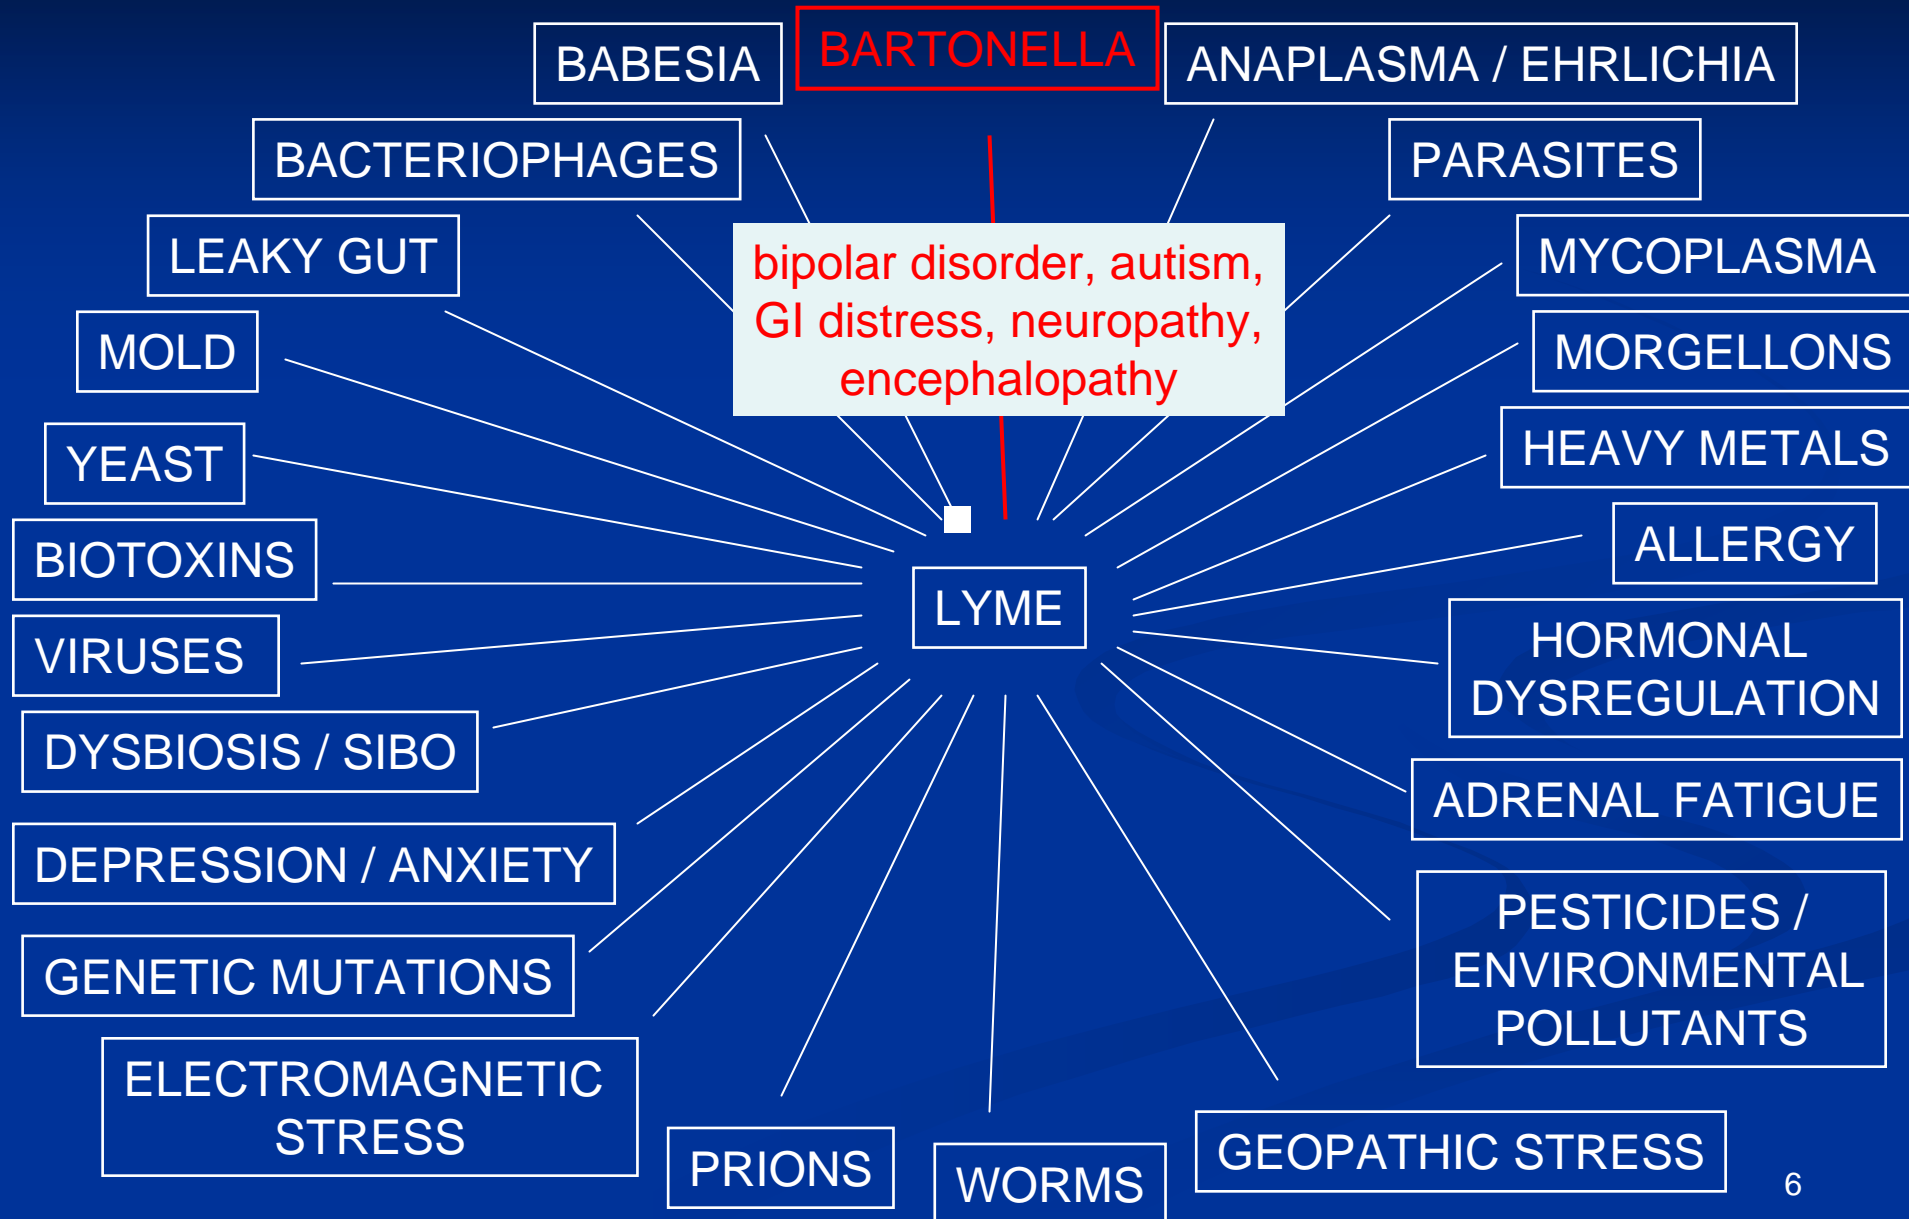 BABESIA
BARTONELLA
ANAPLASMA / EHRLICHIA
BACTERIOPHAGES
PARASITES
LEAKY GUT
bipolar disorder, autism,
GI distress, neuropathy,
encephalopathy
MYCOPLASMA
MOLD
MORGELLONS
YEAST
HEAVY METALS
BIOTOXINS
ALLERGY
LYME
VIRUSES
HORMONAL
DYSREGULATION
DYSBIOSIS / SIBO
ADRENAL FATIGUE
DEPRESSION / ANXIETY
PESTICIDES /
ENVIRONMENTAL
POLLUTANTS
GENETIC MUTATIONS
ELECTROMAGNETIC
STRESS
PRIONS
WORMS
GEOPATHIC STRESS
6